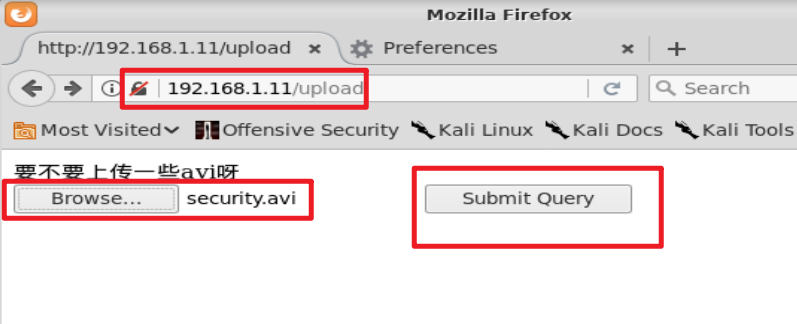 Mozilla Firefox
http://192.168.1.11/upload × Preferences × +
192.168.1.11/upload Search
Most Visited Offensive Security Kali Linux Kali Docs Kali Tools
要不要上传一些avi呀
Browse... security.avi Submit Query